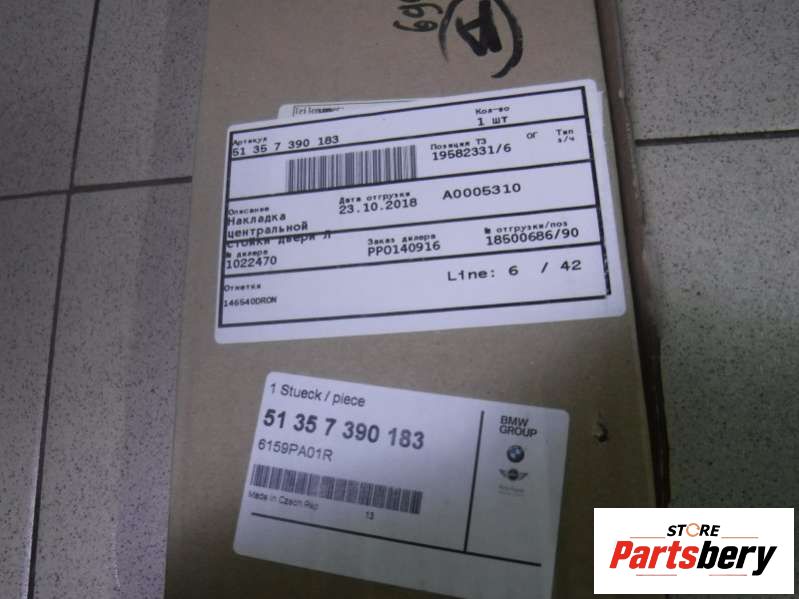 69
A
Teilenummer
Артикул
51 35 7 390 183
Кол-во
1 шт
Позиция ТЗ
19582331/6
ОГ
Тип
з/ч
Описание
Накладка
центральной
стойки двери Л
Дата отгрузки
23.10.2018
A0005310
№ дилера
1022470
Заказ дилера
PP0140916
№ отгрузки/поз
18500686/90
Отметка
146540DRON
Line: 6 / 42
1 Stueck / piece
51 35 7 390 183
6159PA01R
Made in Czech Rep
13
BMW
GROUP
STORE
Partsbery